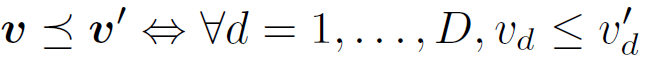 𝒗 ⪯ 𝒗′ ⇔ ∀d = 1, . . . , D, v_d ≤ v′_d